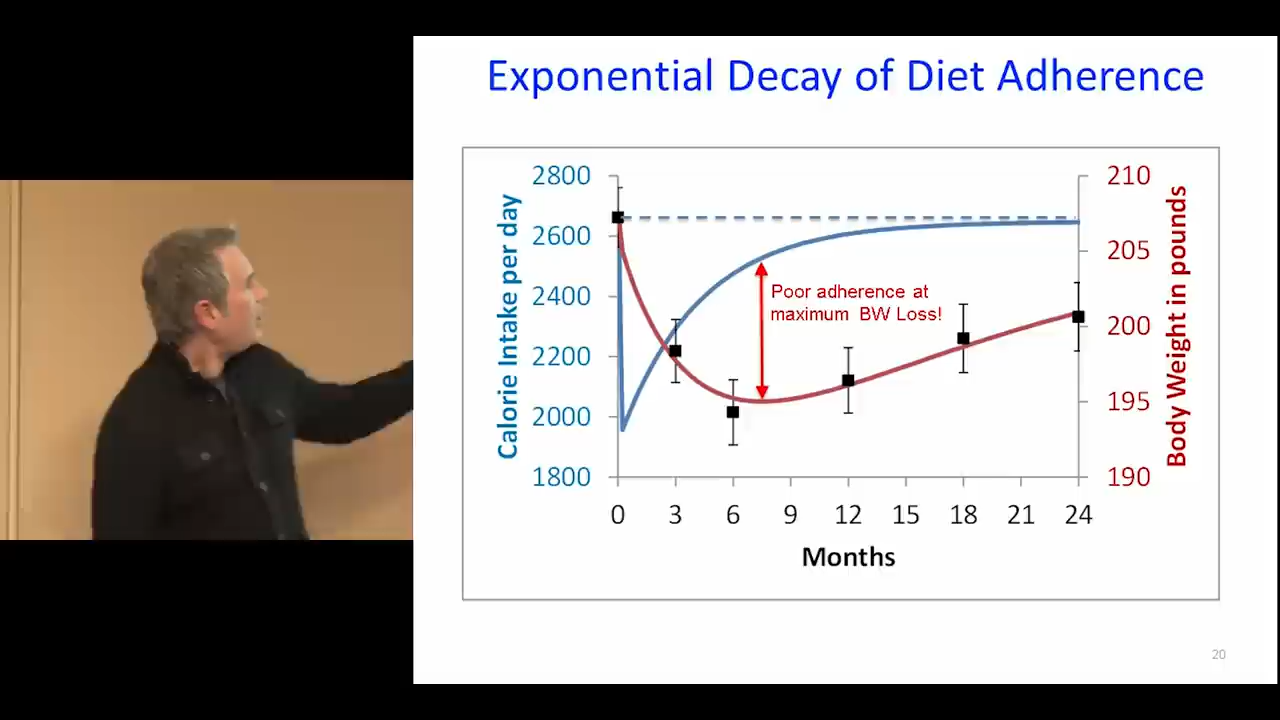 Exponential Decay of Diet Adherence
Calorie Intake per day
2800
2600
2400
2200
2000
1800
Poor adherence at
maximum BW Loss!
210
205
200
195
190
Body Weight in pounds
0 3 6 9 12 15 18 21 24
Months
20